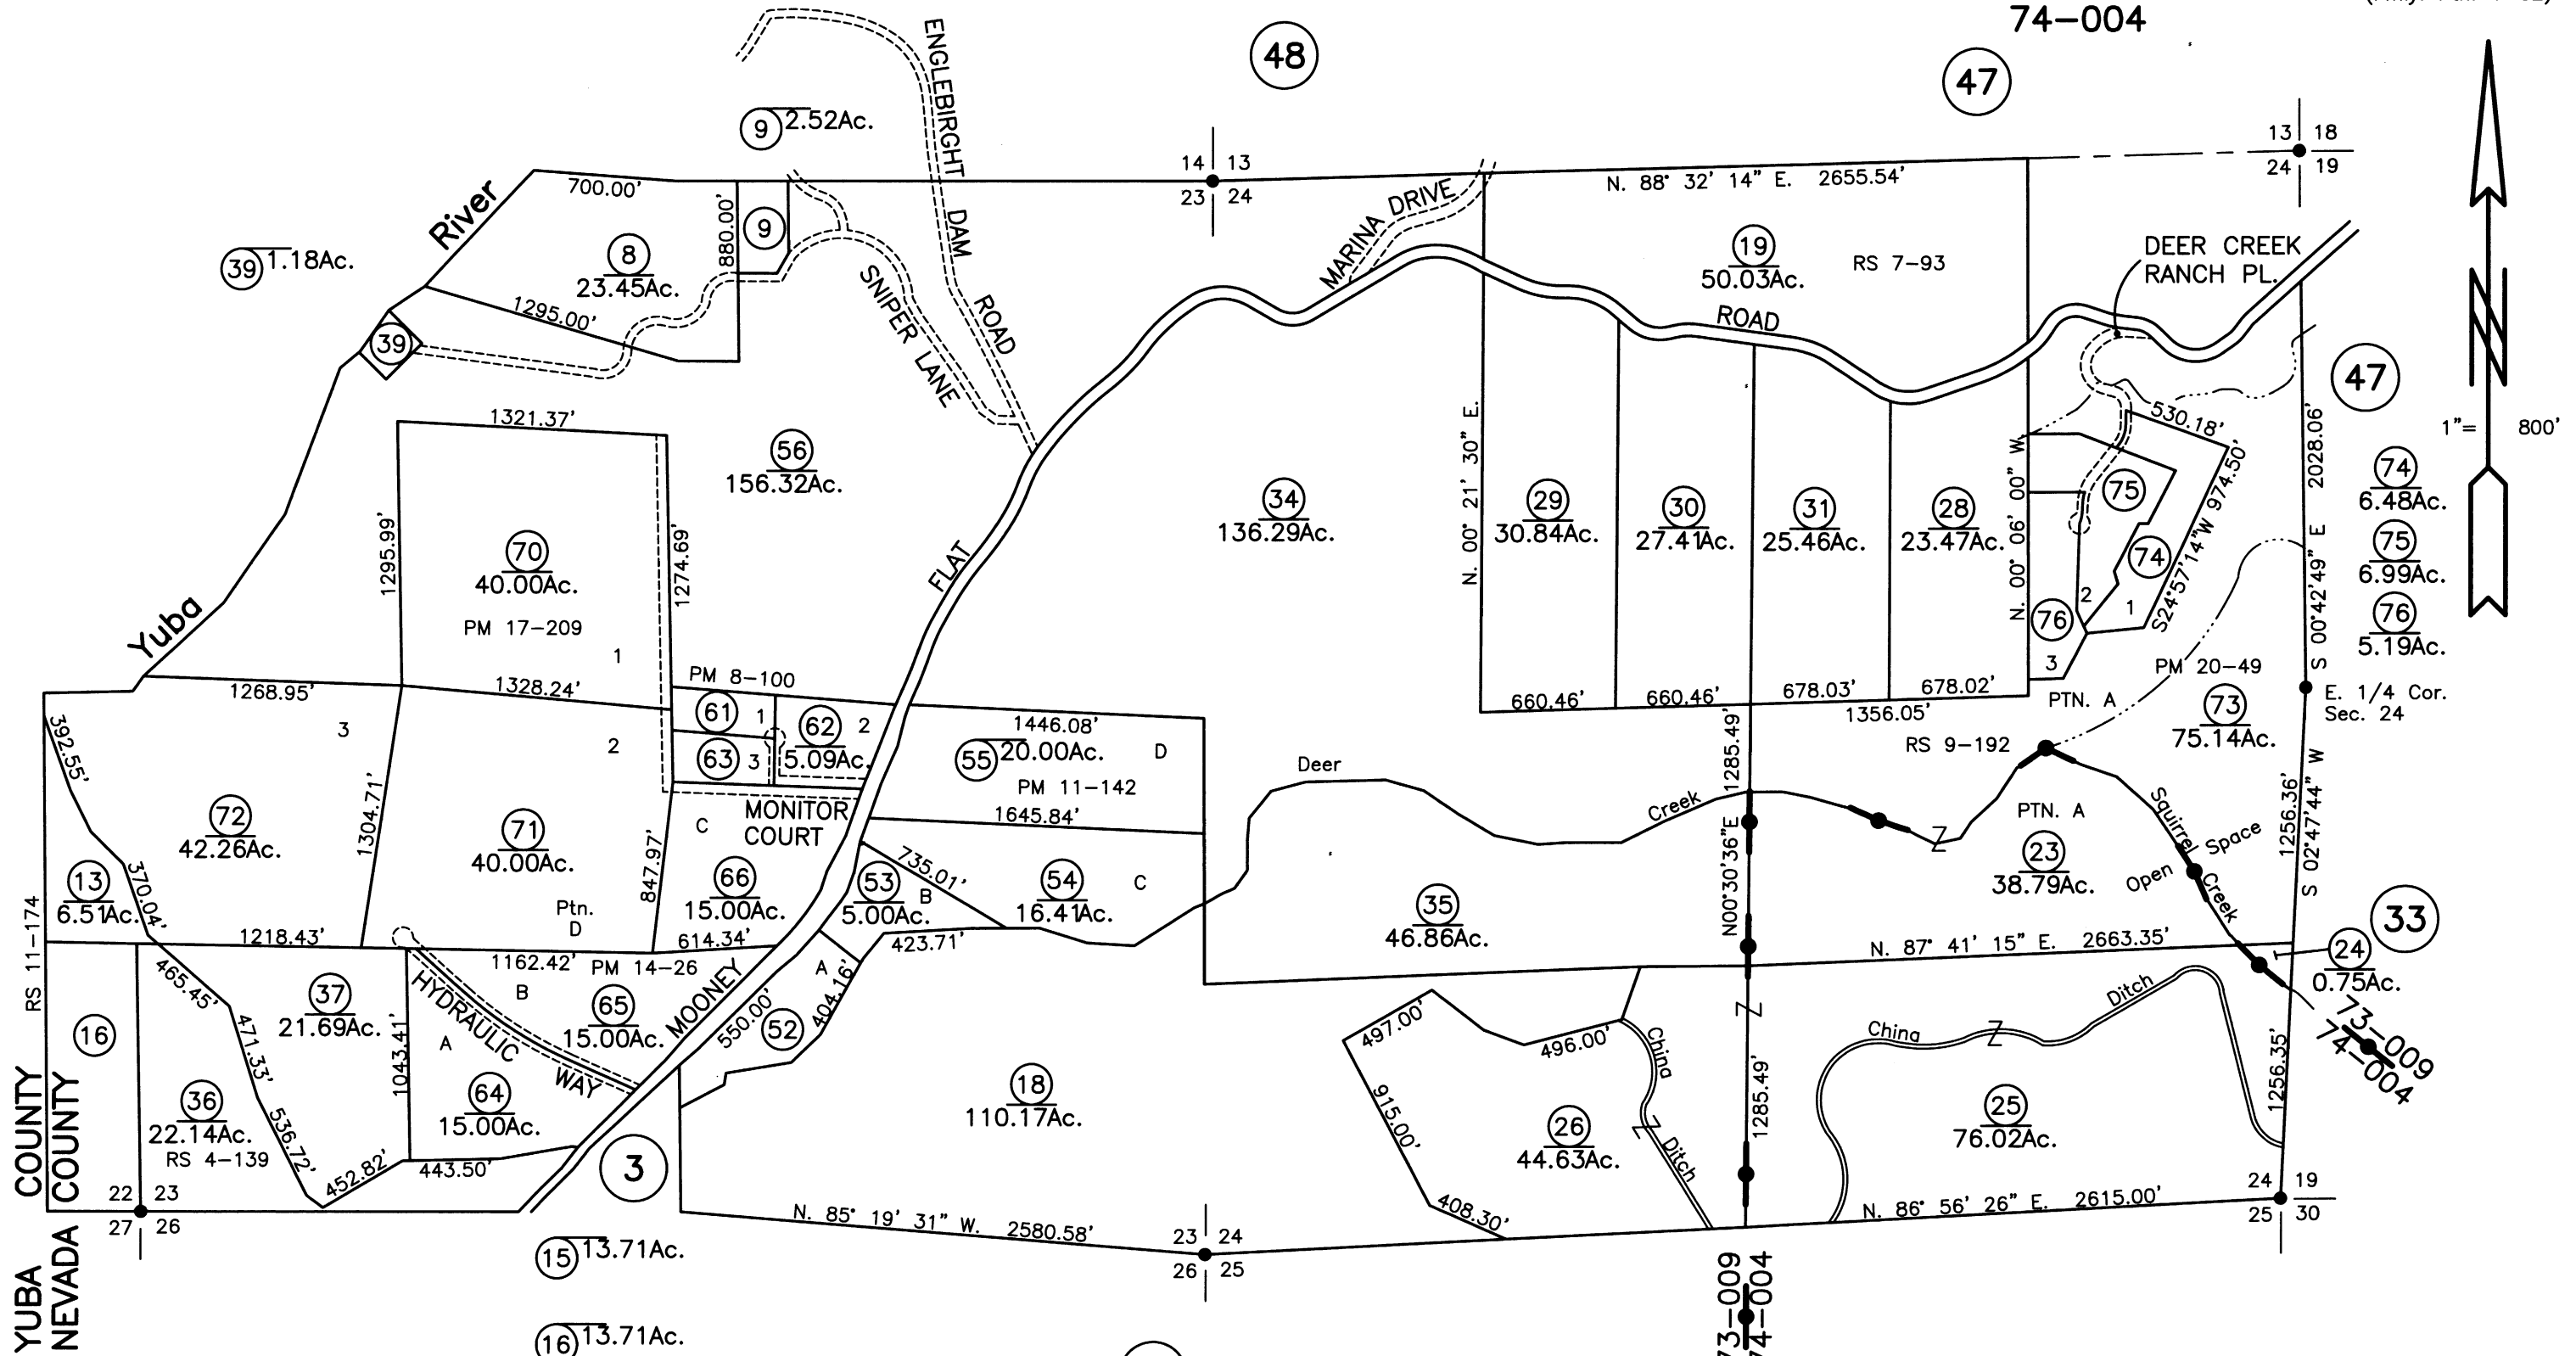 74-004
48
47
13 18
24 19
ENGLEBIRGHT DAM ROAD
9 2.52Ac.
14 13
23 24
700.00'
880.00'
9
River
8
23.45Ac.
39 1.18Ac.
1295.00'
39
SNIPER LANE
MARINA DRIVE
N. 88° 32' 14" E. 2655.54'
19
50.03Ac.
RS 7-93
ROAD
DEER CREEK
RANCH PL.
47
1"= 800'
1321.37'
56
156.32Ac.
1295.99'
1274.69'
70
40.00Ac.
PM 17-209
1
34
136.29Ac.
FLAT
N. 00° 21' 30" E.
29
30.84Ac.
30
27.41Ac.
31
25.46Ac.
28
23.47Ac.
N. 00° 06' 00" W.
530.18'
S24°57'14"W 974.50'
75
74
2
1
76
3
2028.06'
S 00°42'49" E
74
6.48Ac.
75
6.99Ac.
76
5.19Ac.
Yuba
1268.95'
1328.24'
PM 8-100
61 1
62 2
5.09Ac.
63 3
1446.08'
55 20.00Ac.
D
PM 11-142
1645.84'
660.46'
660.46'
678.03'
678.02'
1356.05'
PM 20-49
PTN. A
73
75.14Ac.
E. 1/4 Cor.
Sec. 24
RS 9-192
392.55'
3
2
72
42.26Ac.
1304.71'
71
40.00Ac.
847.97'
MONITOR
COURT
C
66
15.00Ac.
Ptn.
D
614.34'
735.01'
53
5.00Ac.
B
54
16.41Ac.
C
423.71'
Deer
Creek
1285.49'
N00°30'36"E
35
46.86Ac.
PTN. A
23
38.79Ac.
Squirrel
Creek
Open Space
1256.36'
S 02°47'44" W
33
24
0.75Ac.
73-009
74-004
13
6.51Ac.
370.04'
RS 11-174
1218.43'
1162.42'
PM 14-26
N. 87° 41' 15" E. 2663.35'
16
465.45'
37
21.69Ac.
471.33'
1043.41'
HYDRAULIC WAY
B
65
15.00Ac.
A
64
15.00Ac.
MOONEY
550.00'
A
52
404.16'
36
22.14Ac.
RS 4-139
536.72'
452.82'
443.50'
3
18
110.17Ac.
497.00'
496.00'
915.00'
408.30'
China
Ditch
26
44.63Ac.
1285.49'
China
Ditch
25
76.02Ac.
1256.35'
22 23
27 26
N. 85° 19' 31" W. 2580.58'
23 24
26 25
N. 86° 56' 26" E. 2615.00'
24 19
25 30
YUBA COUNTY
NEVADA COUNTY
15 13.71Ac.
16 13.71Ac.
73-009
74-004